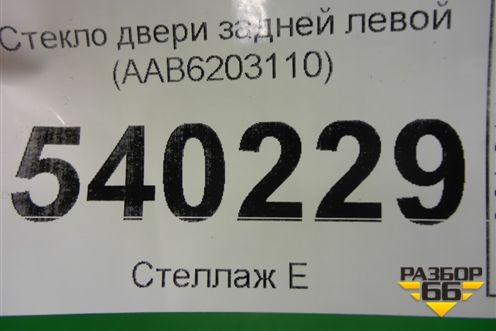 Стекло двери задней левой
(AAB6203110)
540229
Стеллаж Е
РАЗБОР
66